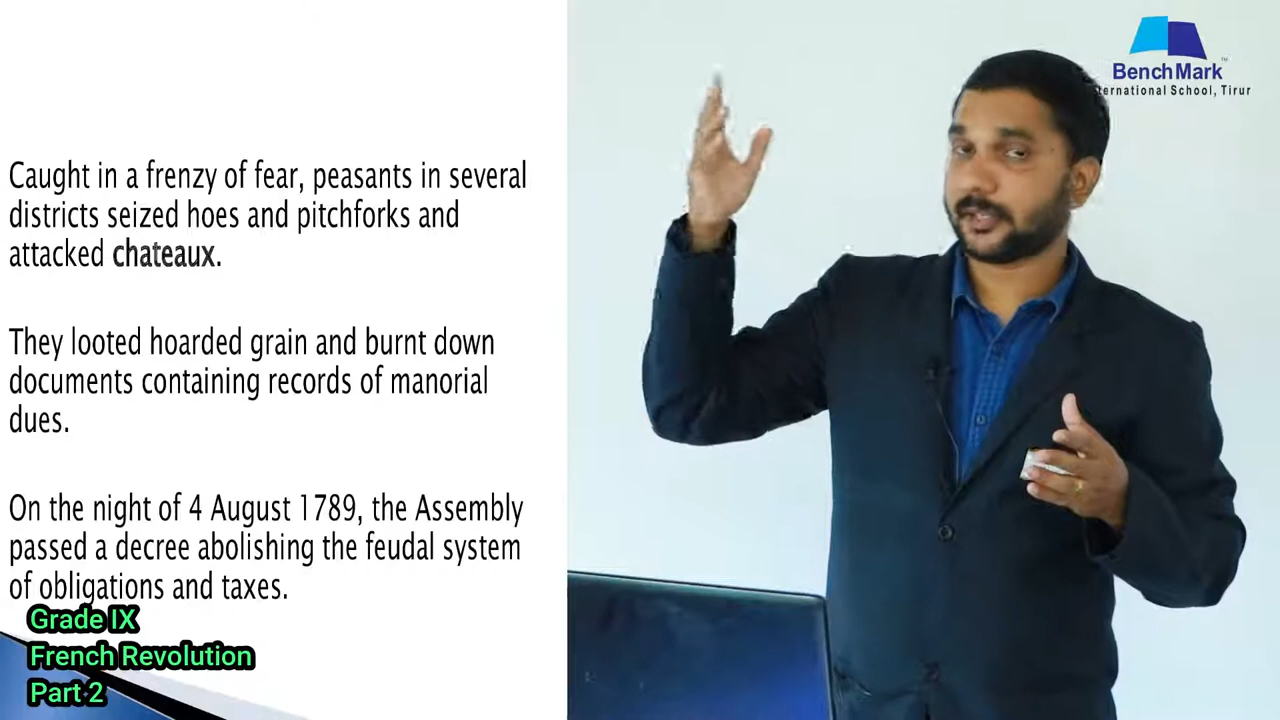 Caught in a frenzy of fear, peasants in several
districts seized hoes and pitchforks and
attacked chateaux.
They looted hoarded grain and burnt down
documents containing records of manorial
dues.
On the night of 4 August 1789, the Assembly
passed a decree abolishing the feudal system
of obligations and taxes.
Grade IX
French Revolution
Part 2
BenchMark™
ternational School, Tirur